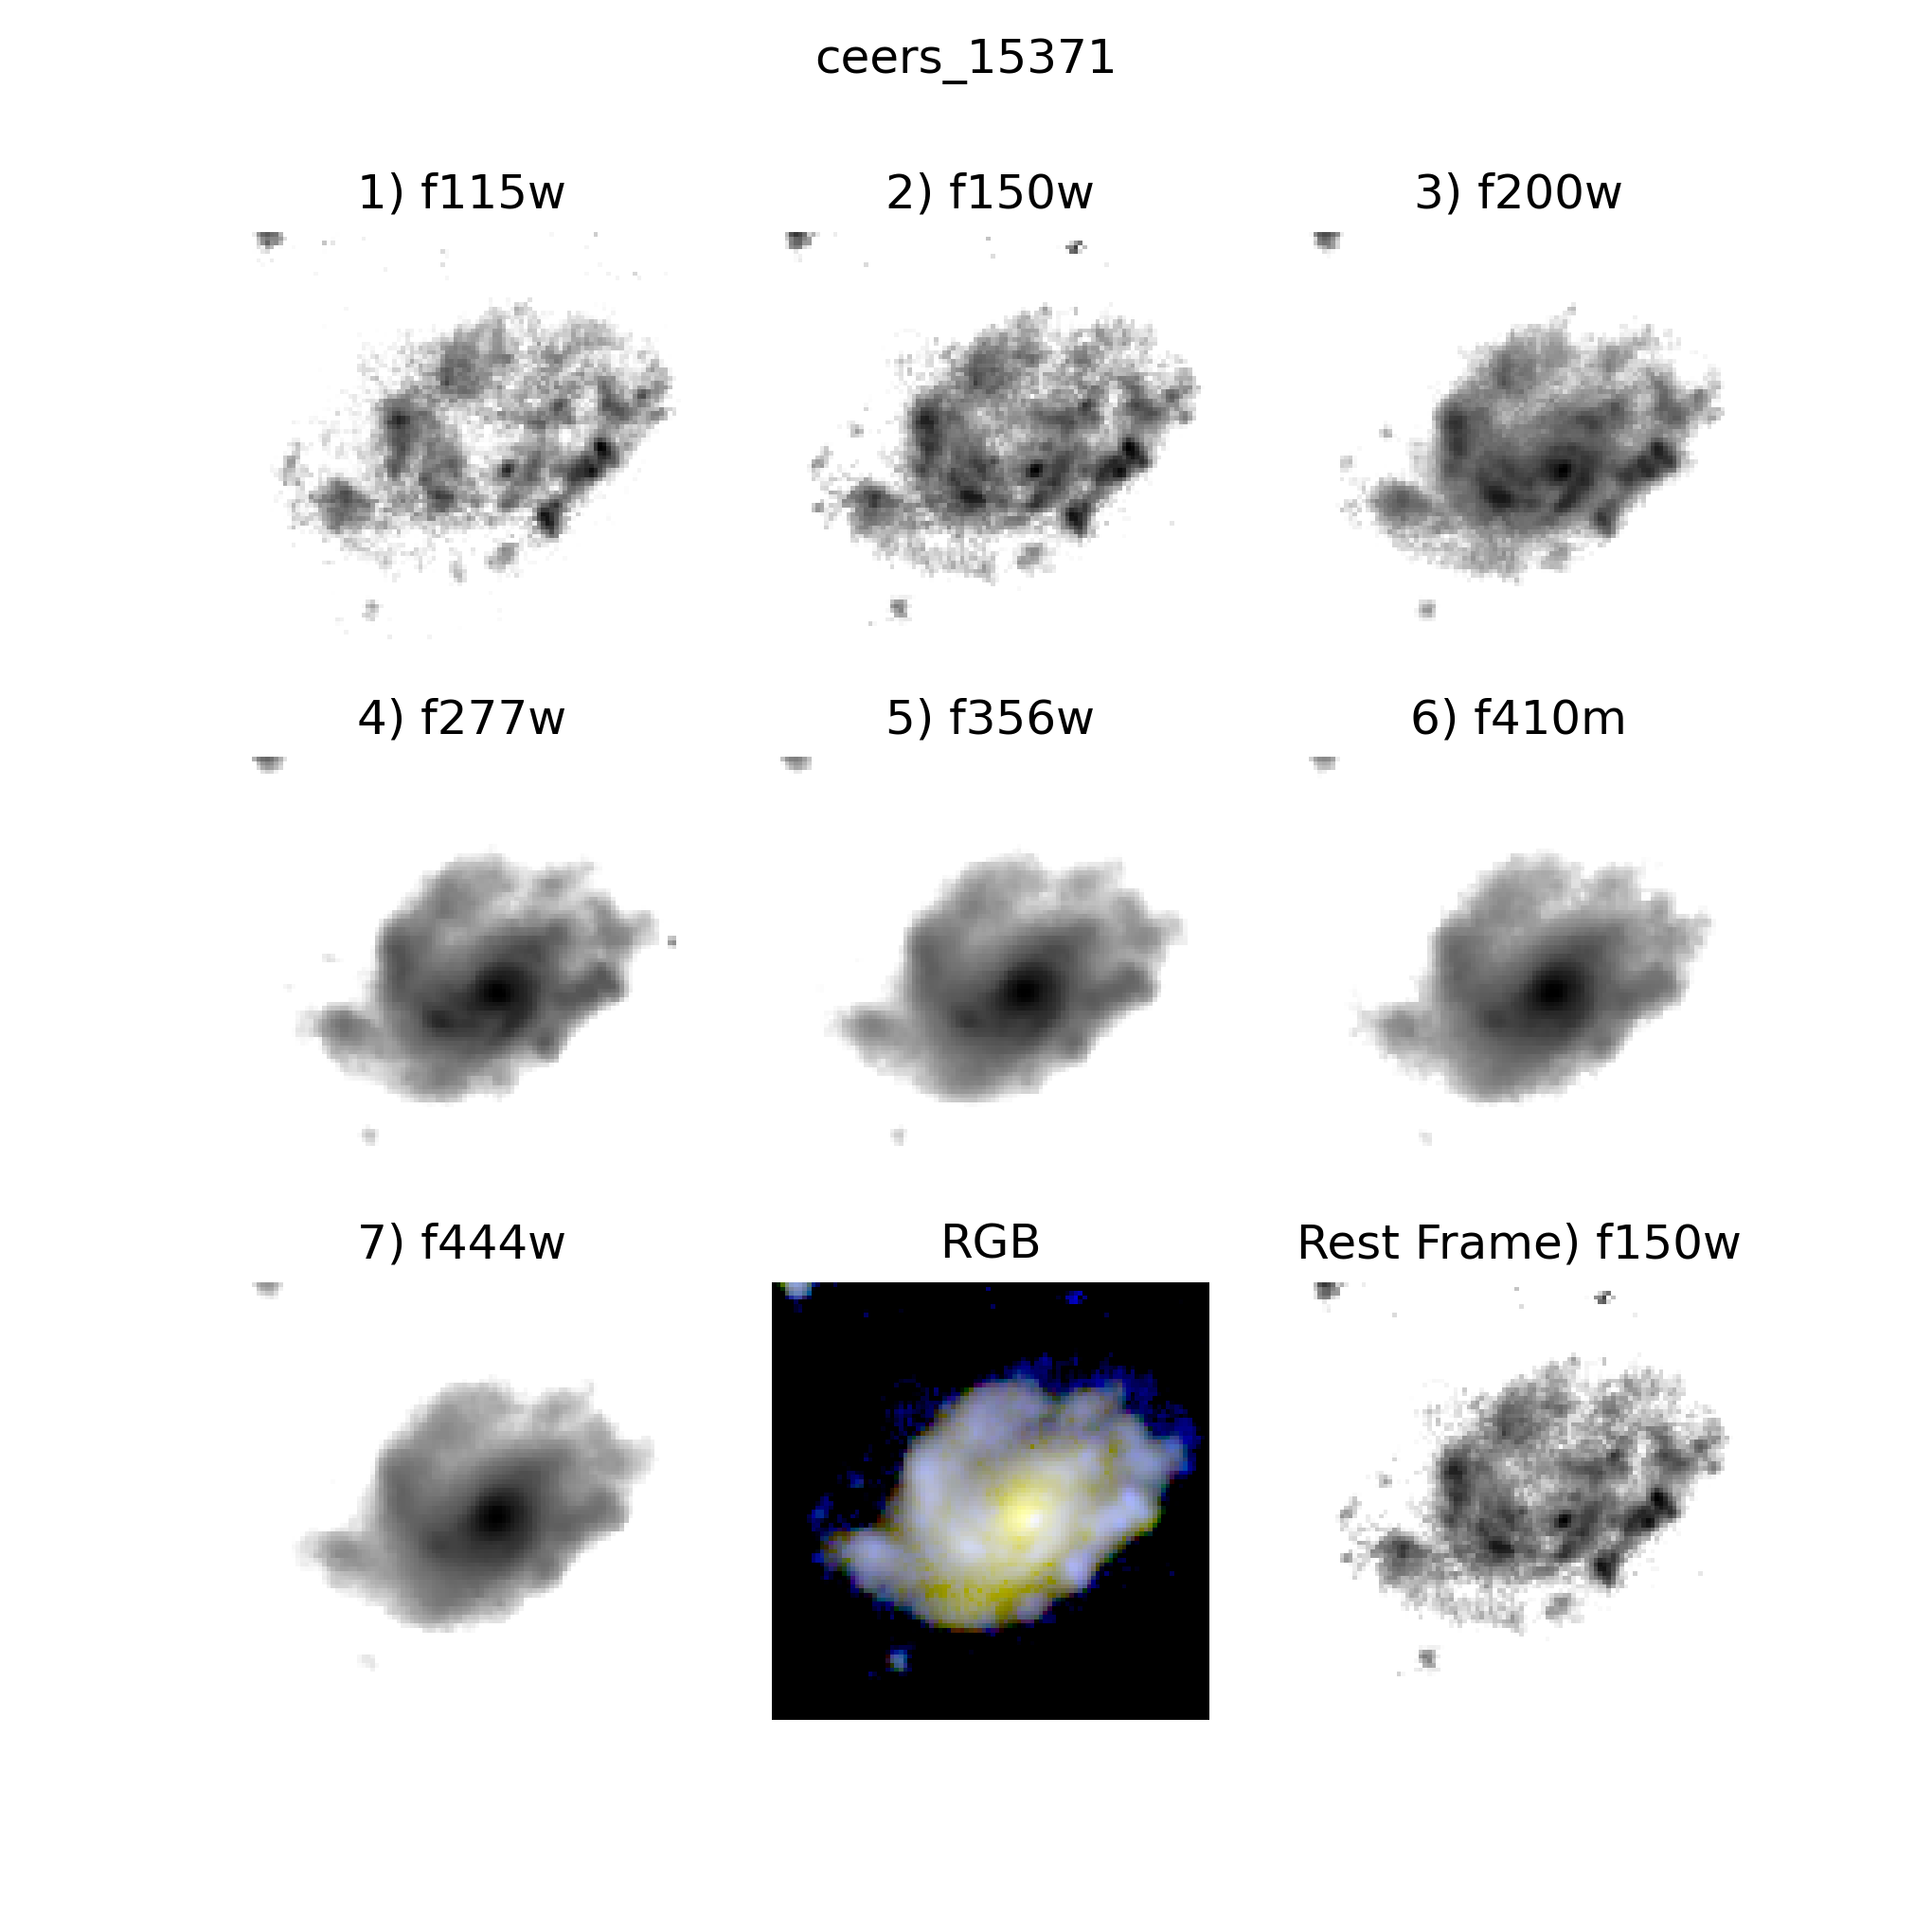 ceers_15371
1) f115w
2) f150w
3) f200w
4) f277w
5) f356w
6) f410m
7) f444w
RGB
Rest Frame) f150w